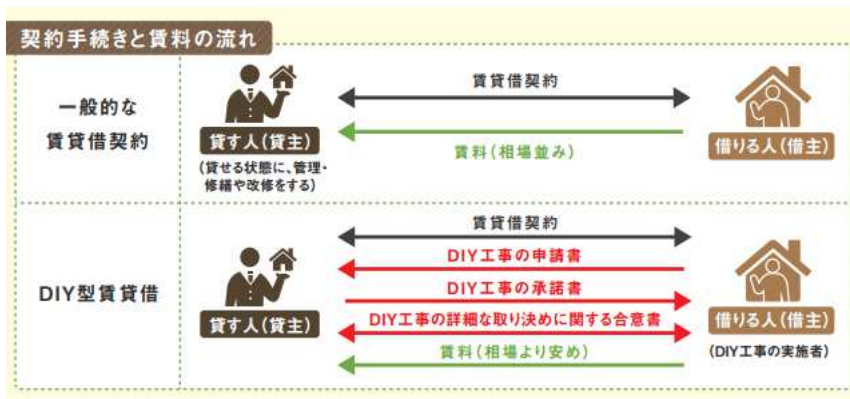 契約手続きと賃料の流れ
一般的な
賃貸借契約
貸す人(貸主)
(貸せる状態に、管理・
修繕や改修をする)
賃貸借契約
賃料(相場並み)
借りる人(借主)
DIY型賃貸借
貸す人(貸主)
賃貸借契約
DIY工事の申請書
DIY工事の承諾書
DIY工事の詳細な取り決めに関する合意書
賃料(相場より安め)
借りる人(借主)
(DIY工事の実施者)